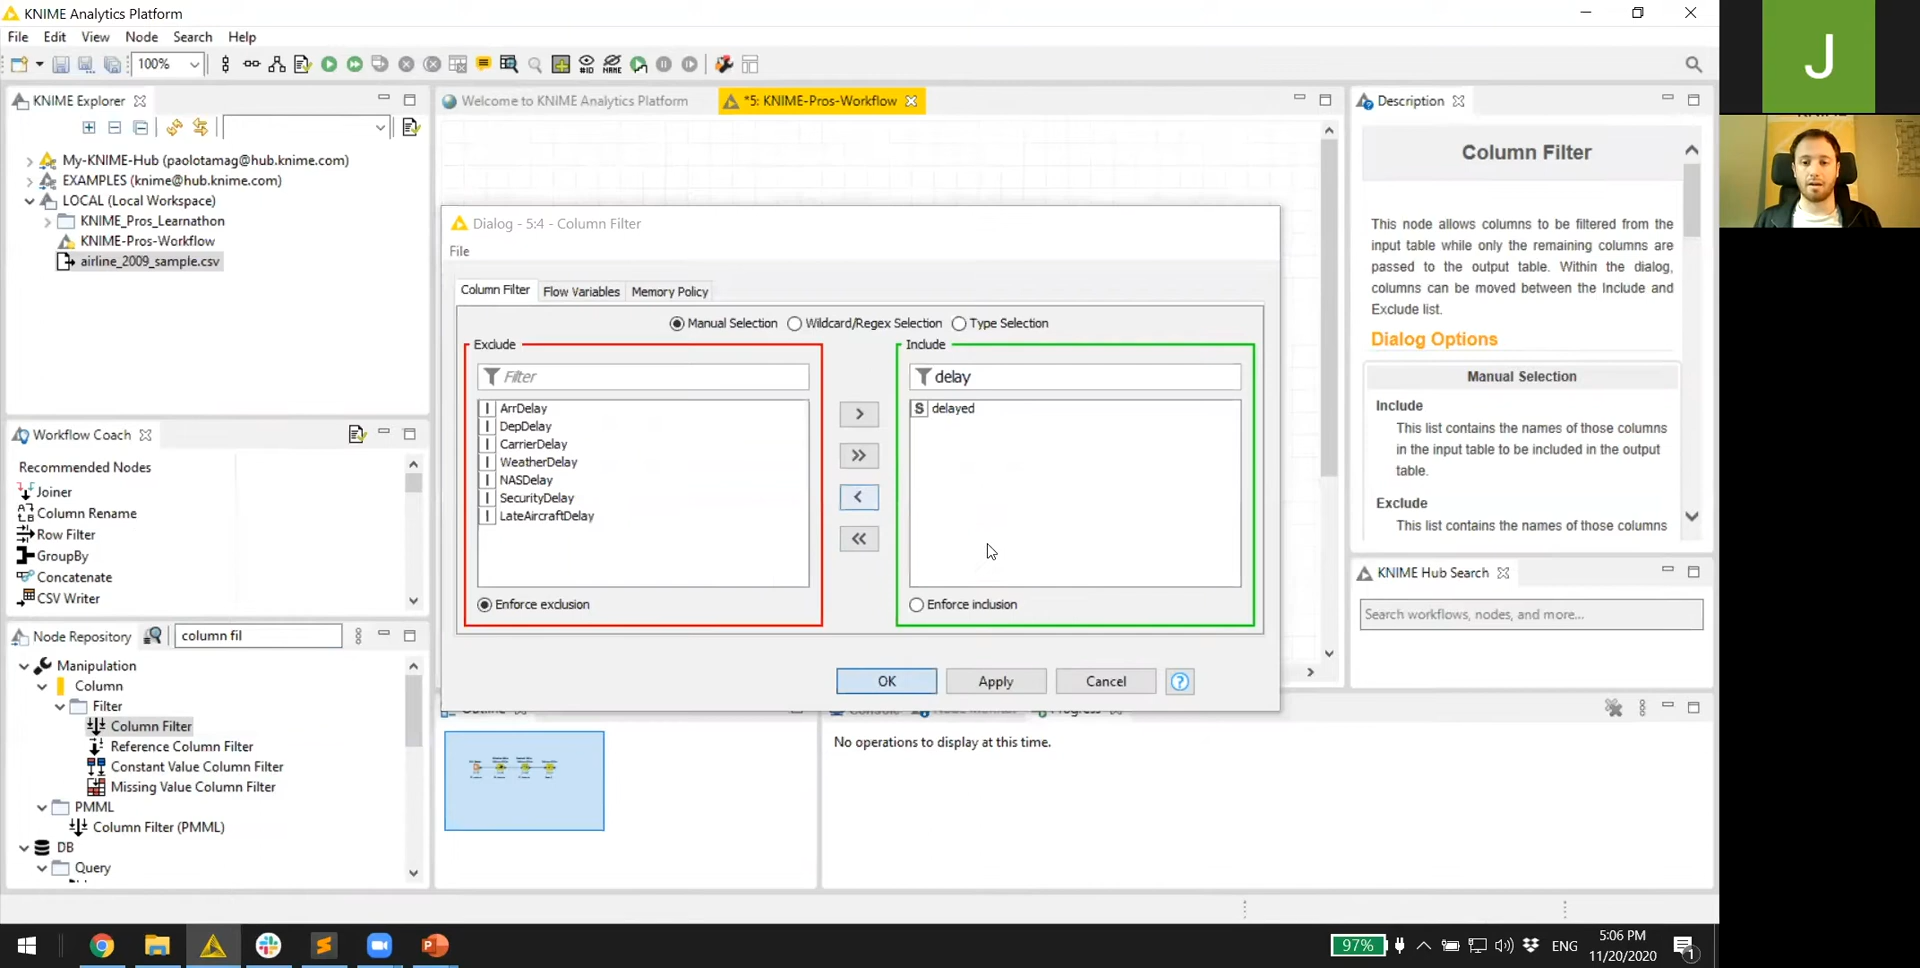 KNIME Analytics Platform
File Edit View Node Search Help
100%
KNIME Explorer
My-KNIME-Hub (paolotamag@hub.knime.com)
EXAMPLES (knime@hub.knime.com)
LOCAL (Local Workspace)
KNIME_Pros_Learnathon
KNIME-Pros-Workflow
airline_2009_sample.csv
Workflow Coach
Recommended Nodes
Joiner
Column Rename
Row Filter
GroupBy
Concatenate
CSV Writer
Node Repository
column fil
Manipulation
Column
Filter
Column Filter
Reference Column Filter
Constant Value Column Filter
Missing Value Column Filter
PMML
Column Filter (PMML)
DB
Query
Welcome to KNIME Analytics Platform
*5: KNIME-Pros-Workflow
Dialog - 5:4 - Column Filter
File
Column Filter Flow Variables Memory Policy
Manual Selection Wildcard/Regex Selection Type Selection
Exclude
Filter
I ArrDelay
I DepDelay
I CarrierDelay
I WeatherDelay
I NASDelay
I SecurityDelay
I LateAircraftDelay
Enforce exclusion
>
>>
<
<<
Include
delay
S delayed
Enforce inclusion
OK Apply Cancel ?
No operations to display at this time.
Description
Column Filter
This node allows columns to be filtered from the
input table while only the remaining columns are
passed to the output table. Within the dialog,
columns can be moved between the Include and
Exclude list.
Dialog Options
Manual Selection
Include
This list contains the names of those columns
in the input table to be included in the output
table.
Exclude
This list contains the names of those columns
KNIME Hub Search
Search workflows, nodes, and more...
J
97%
ENG
5:06 PM
11/20/2020
1